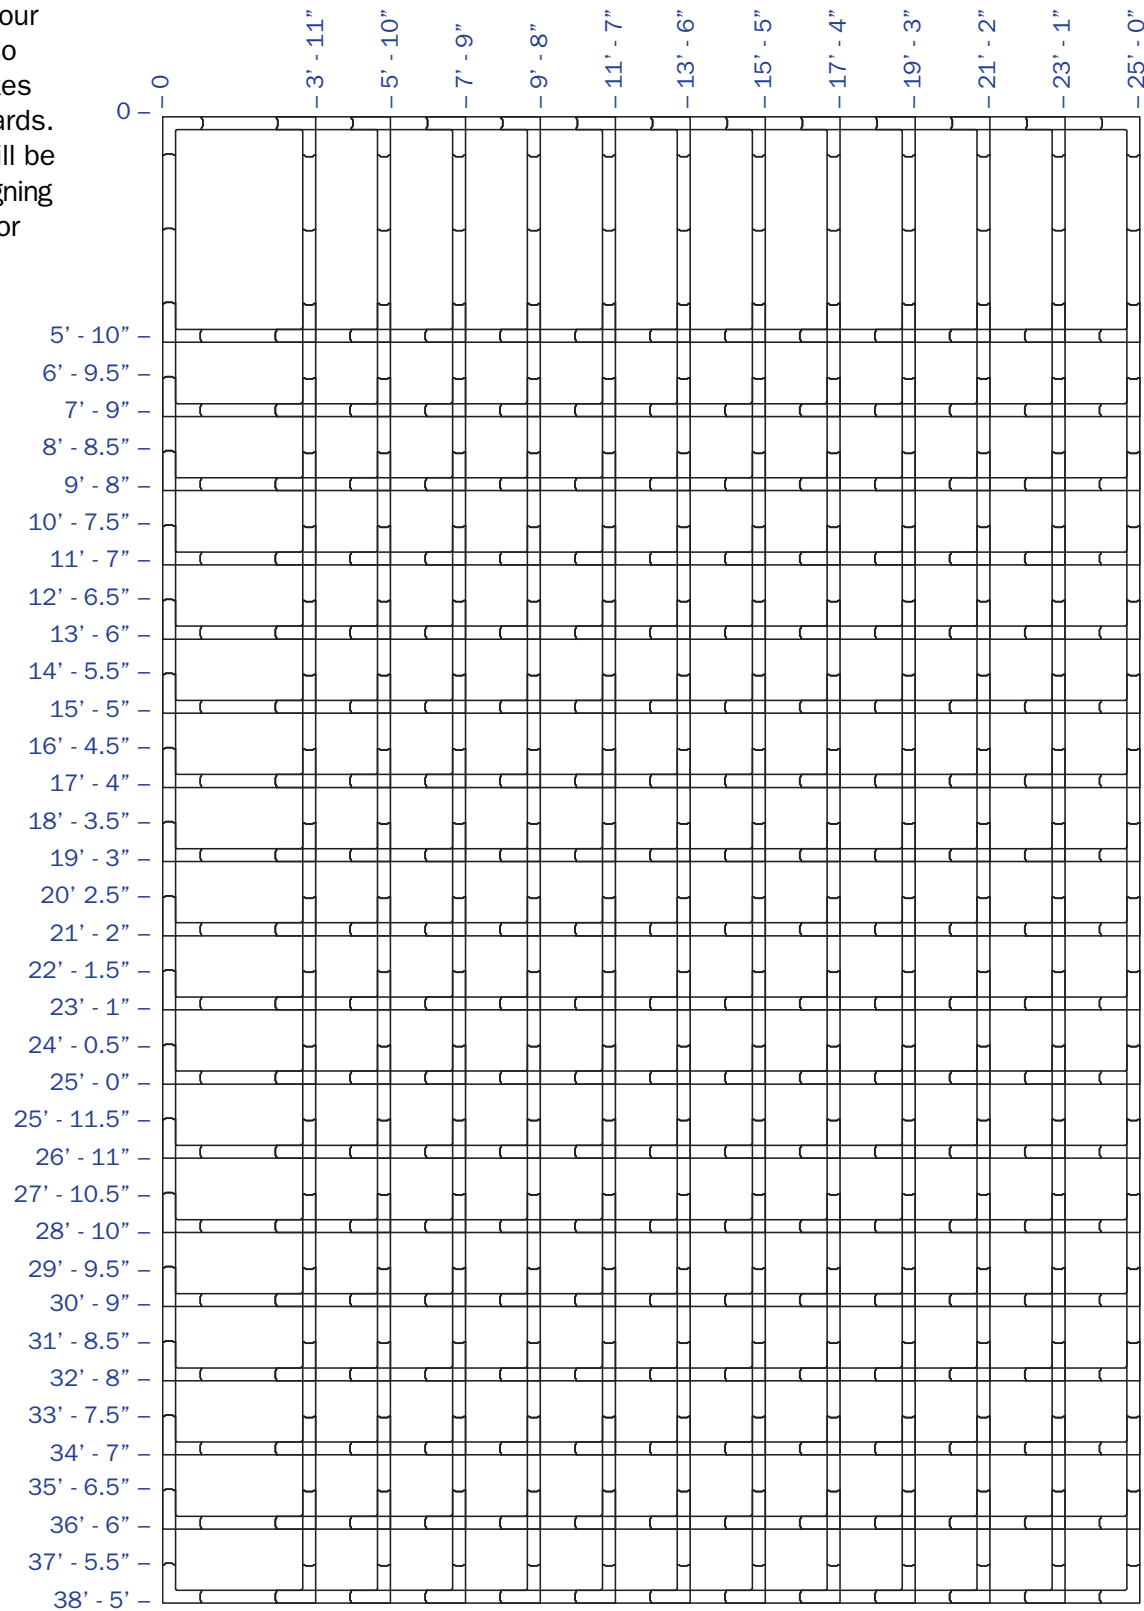 our
so
tes
ards.
ill be
gning
or
0
3’ - 11”
5’ - 10”
7’ - 9”
9’ - 8”
11’ - 7”
13’ - 6”
15’ - 5”
17’ - 4”
19’ - 3”
21’ - 2”
23’ - 1”
25’ - 0”
0
5’ - 10”
6’ - 9.5”
7’ - 9”
8’ - 8.5”
9’ - 8”
10’ - 7.5”
11’ - 7”
12’ - 6.5”
13’ - 6”
14’ - 5.5”
15’ - 5”
16’ - 4.5”
17’ - 4”
18’ - 3.5”
19’ - 3”
20’ 2.5”
21’ - 2”
22’ - 1.5”
23’ - 1”
24’ - 0.5”
25’ - 0”
25’ - 11.5”
26’ - 11”
27’ - 10.5”
28’ - 10”
29’ - 9.5”
30’ - 9”
31’ - 8.5”
32’ - 8”
33’ - 7.5”
34’ - 7”
35’ - 6.5”
36’ - 6”
37’ - 5.5”
38’ - 5’